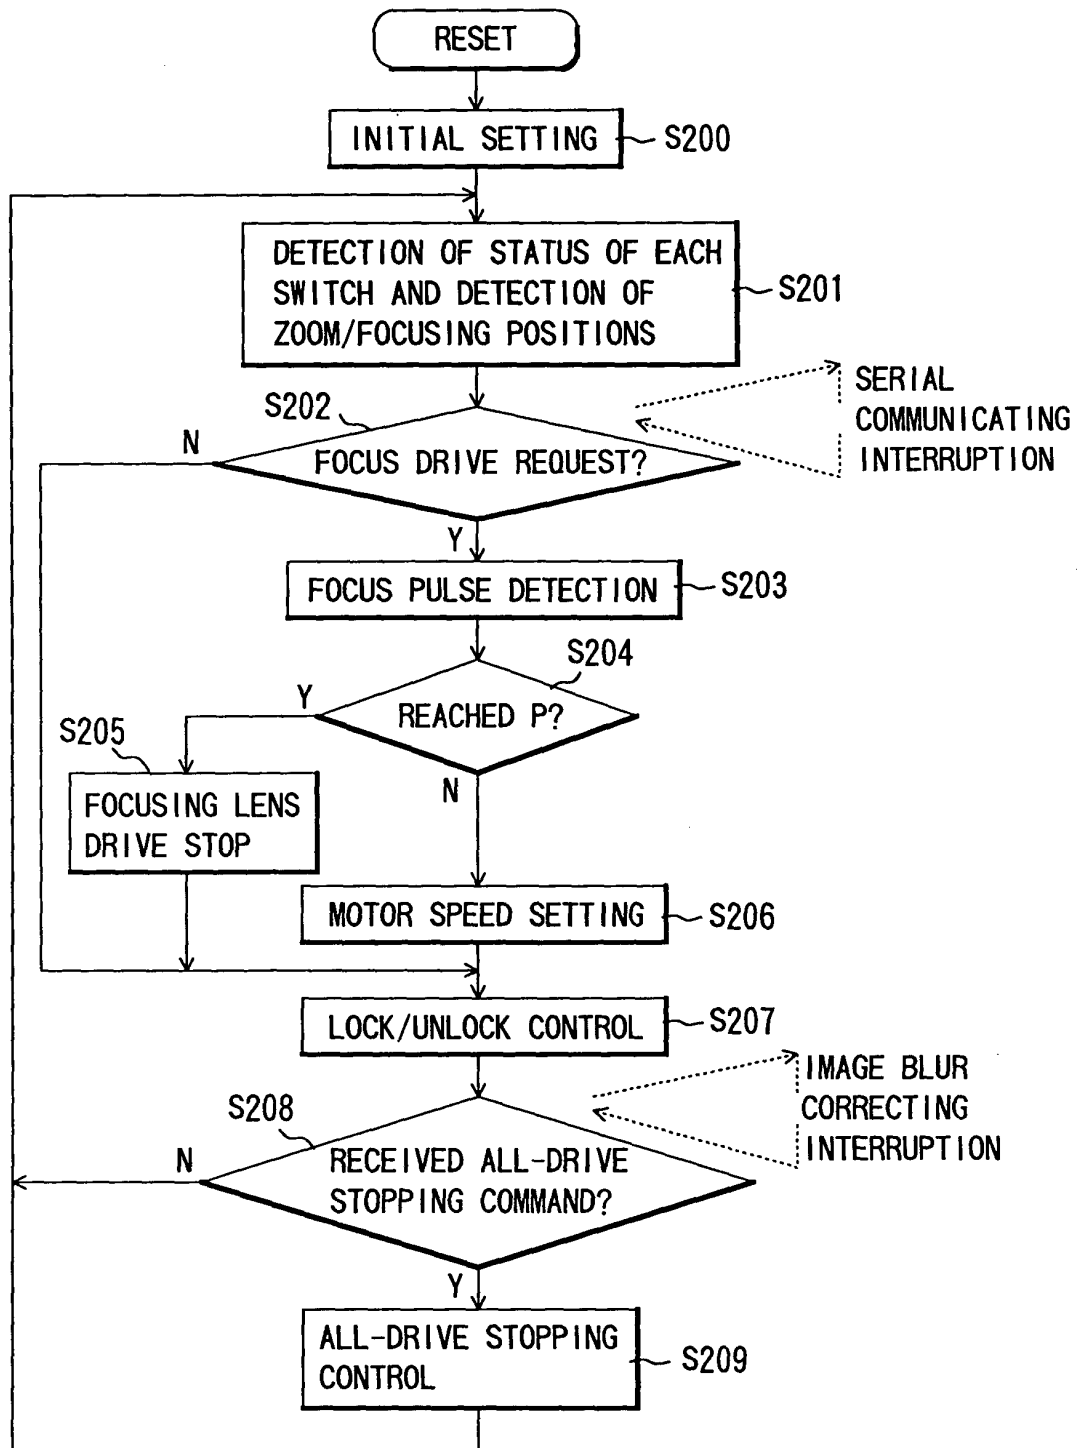 RESET
INITIAL SETTING
S200
DETECTION OF STATUS OF EACH
SWITCH AND DETECTION OF
ZOOM/FOCUSING POSITIONS
S201
SERIAL
COMMUNICATING
INTERRUPTION
S202
N
FOCUS DRIVE REQUEST?
Y
FOCUS PULSE DETECTION
S203
S204
Y
REACHED P?
N
S205
FOCUSING LENS
DRIVE STOP
MOTOR SPEED SETTING
S206
LOCK/UNLOCK CONTROL
S207
IMAGE BLUR
CORRECTING
INTERRUPTION
S208
N
RECEIVED ALL-DRIVE
STOPPING COMMAND?
Y
ALL-DRIVE STOPPING
CONTROL
S209